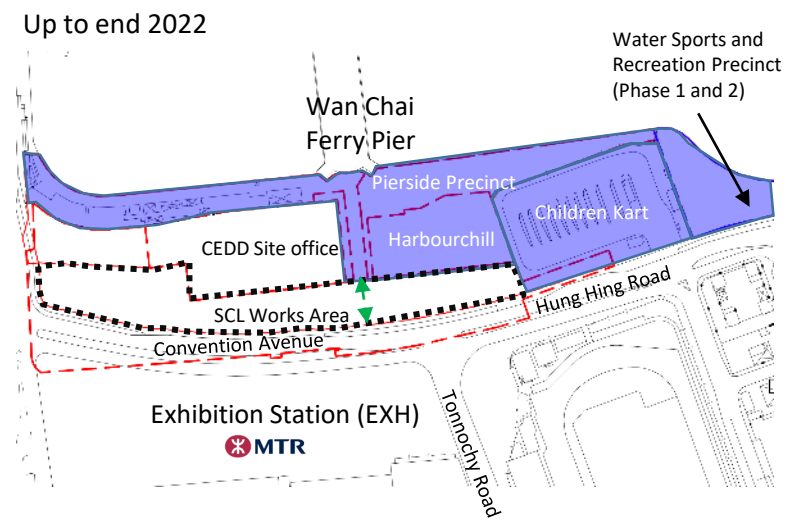 Up to end 2022
Water Sports and
Recreation Precinct
(Phase 1 and 2)
Wan Chai
Ferry Pier
Pierside Precinct
Children Kart
Harbourchill
CEDD Site office
SCL Works Area
Hung Hing Road
Convention Avenue
Exhibition Station (EXH)
MTR
Tonnochy Road